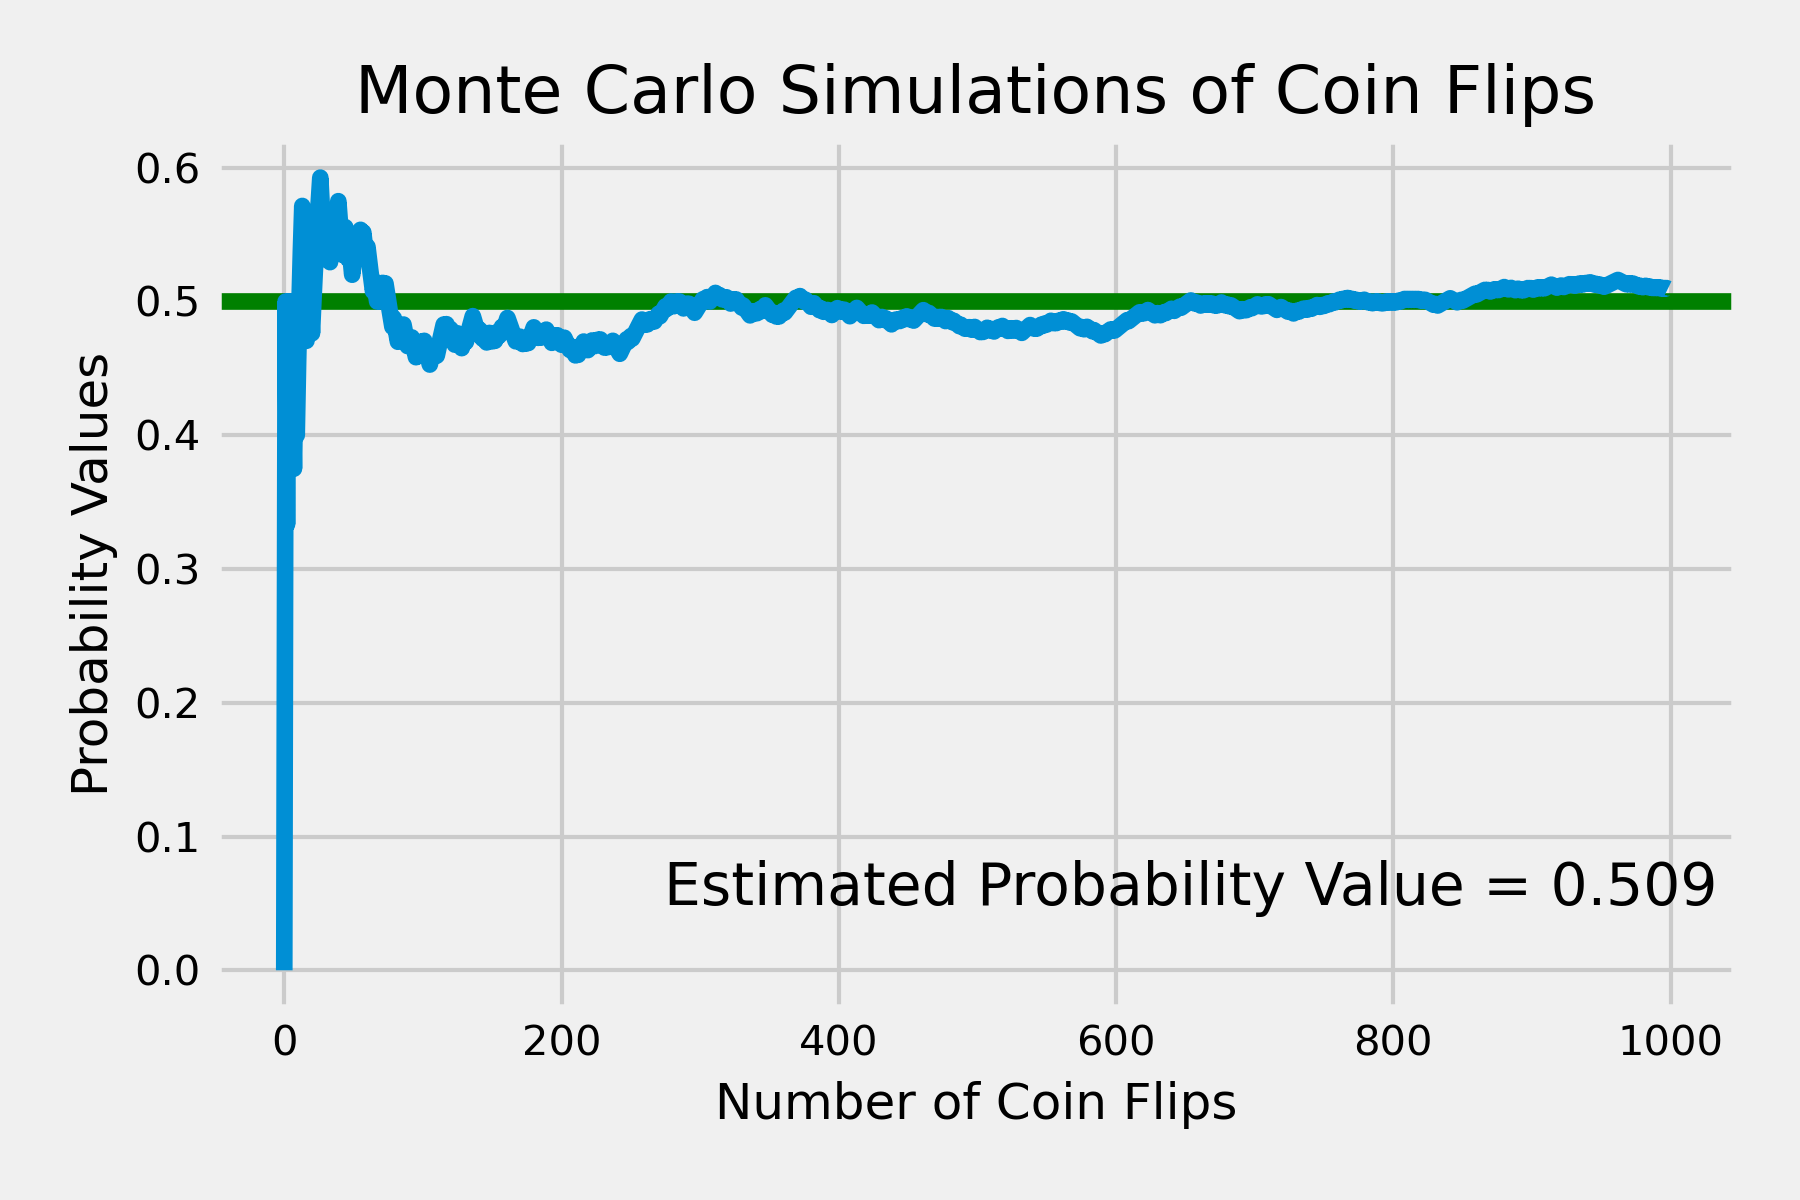 Monte Carlo Simulations of Coin Flips
0.6
0.5
0.4
0.3
0.2
0.1
0.0
Probability Values
Estimated Probability Value = 0.509
0 200 400 600 800 1000
Number of Coin Flips